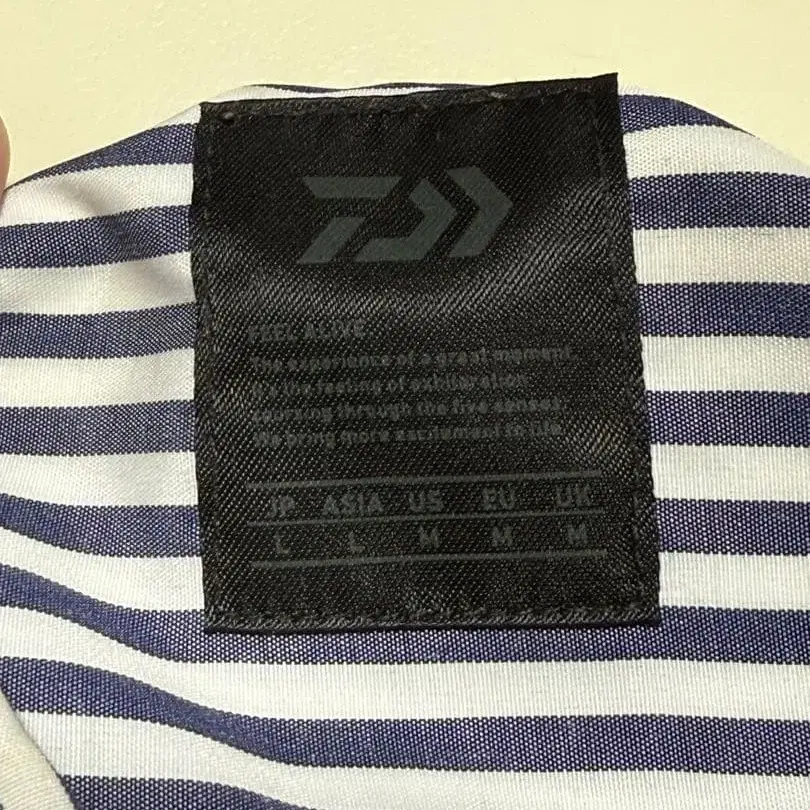 FEEL ALIVE
The experience of a great moment.
It's the feeling of exhilaration
coursing through the five senses.
We bring more excitement to life.
JP ASIA US EU UK
L L M M M